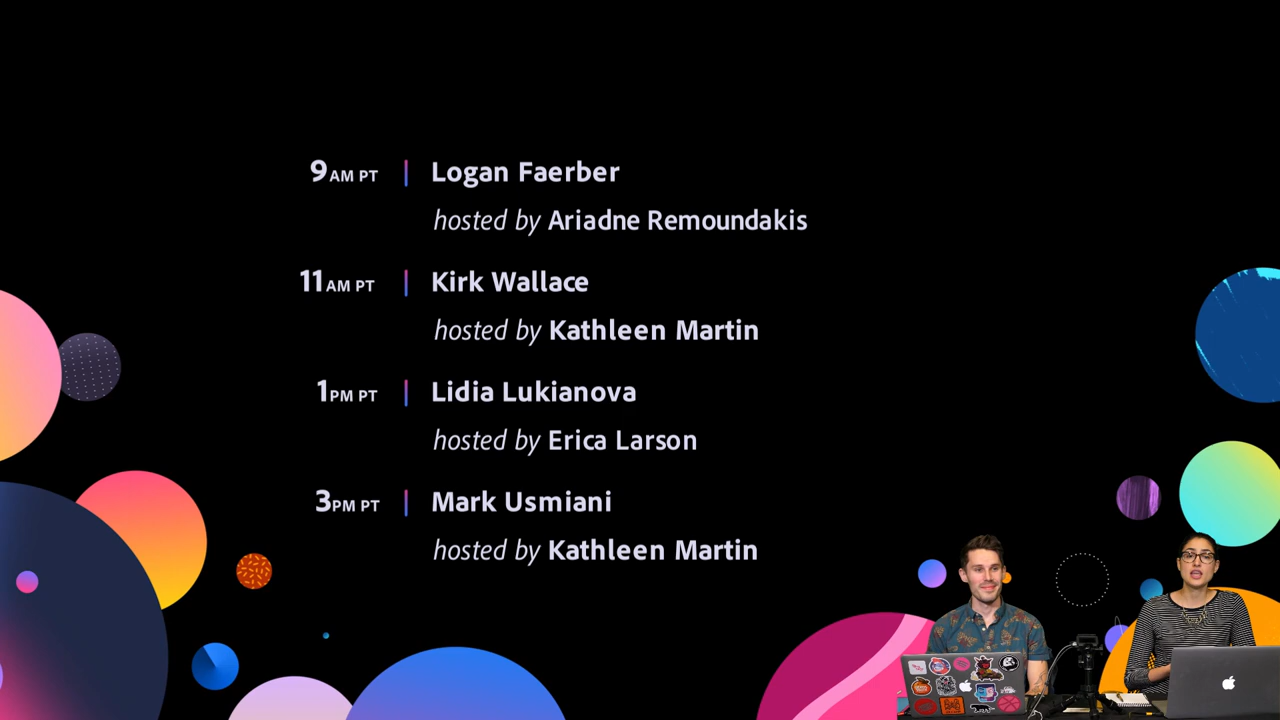 9AM PT | Logan Faerber
hosted by Ariadne Remoundakis
11AM PT | Kirk Wallace
hosted by Kathleen Martin
1PM PT | Lidia Lukianova
hosted by Erica Larson
3PM PT | Mark Usmiani
hosted by Kathleen Martin